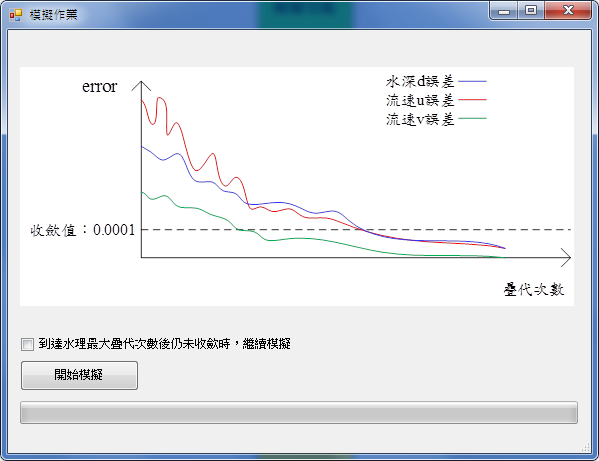 模擬作業
error
水深d誤差
流速u誤差
流速v誤差
收斂值：0.0001
疊代次數
到達水理最大疊代次數後仍未收斂時，繼續模擬
開始模擬